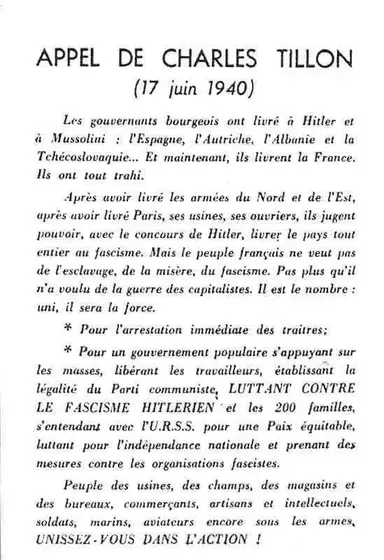 APPEL DE CHARLES TILLON
(17 juin 1940)
Les gouvernants bourgeois ont livré à Hitler et
à Mussolini : l'Espagne, l'Autriche, l'Albanie et la
Tchécoslovaquie... Et maintenant, ils livrent la France.
Ils ont tout trahi.
Après avoir livré les armées du Nord et de l'Est,
après avoir livré Paris, ses usines, ses ouvriers, ils jugent
pouvoir, avec le concours de Hitler, livrer le pays tout
entier au fascisme. Mais le peuple français ne veut pas
de l'esclavage, de la misère, du fascisme. Pas plus qu'il
n'a voulu de la guerre des capitalistes. Il est le nombre :
uni, il sera la force.
* Pour l'arrestation immédiate des traitres;
* Pour un gouvernement populaire s'appuyant sur
les masses, libérant les travailleurs, établissant la
légalité du Parti communiste, LUTTANT CONTRE
LE FASCISME HITLERIEN et les 200 familles,
s'entendant avec l'U.R.S.S. pour une Paix équitable,
luttant pour l'indépendance nationale et prenant des
mesures contre les organisations fascistes.
Peuple des usines, des champs, des magasins et
des bureaux, commerçants, artisans et intellectuels,
soldats, marins, aviateurs encore sous les armes,
UNISSEZ-VOUS DANS L'ACTION !